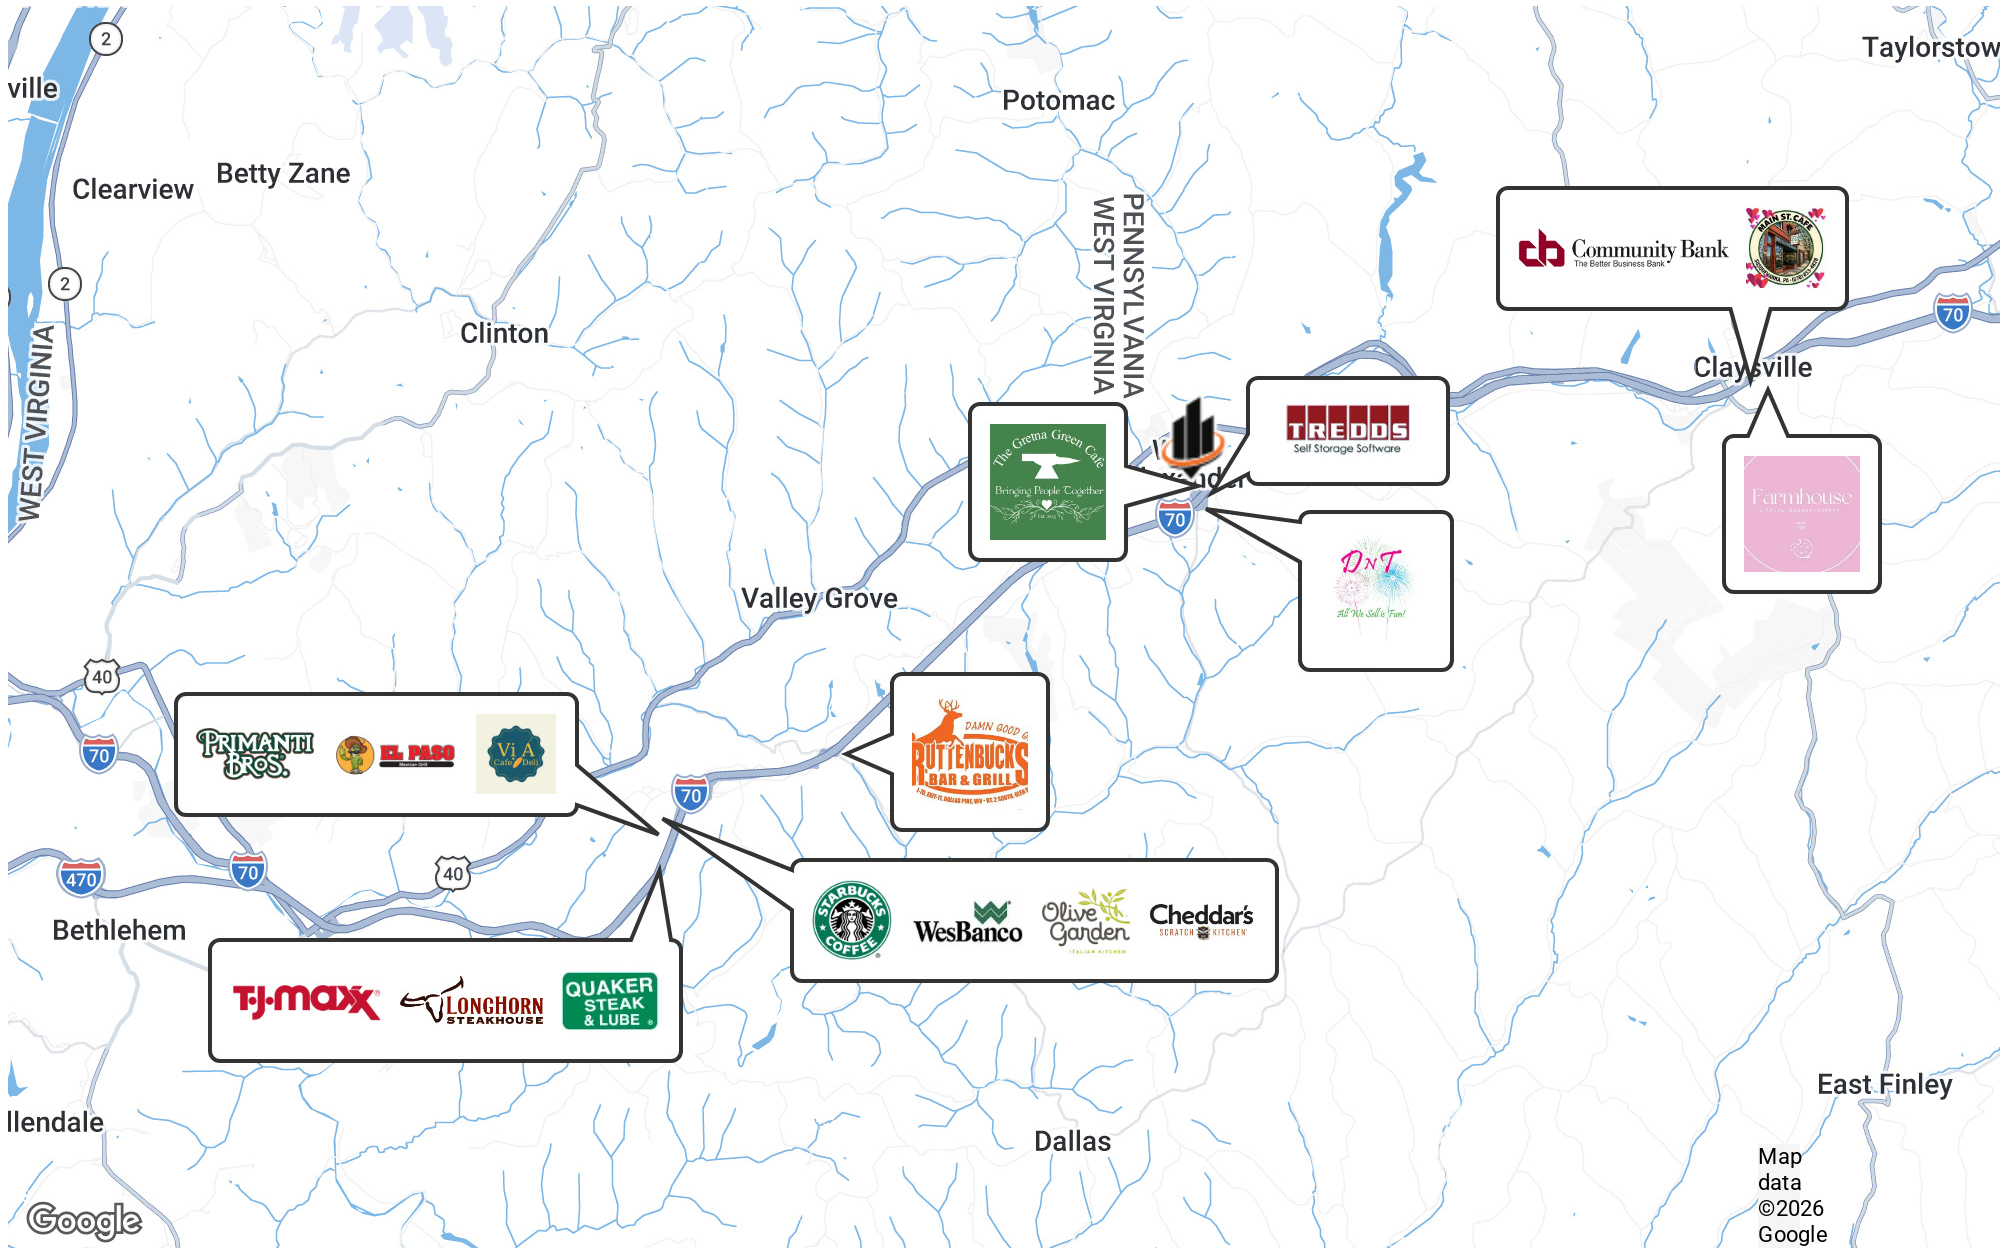 2
ville
Taylorstow
Potomac
Betty Zane
Clearview
PENNSYLVANIA
WEST VIRGINIA
MAIN ST. CAFE
Community Bank
The Better Business Bank
2
70
Clinton
WEST VIRGINIA
Claysville
TREDDS
Self Storage Software
The Gretna Green Cafe
Bringing People Together
Farmhouse
70
DnT
All We Sell is Fun!
Valley Grove
40
DAMN GOOD
RUTTENBUCKS
BAR & GRILL
PRIMANTI
BROS.
EL PASO
Mexican Grill
Vi A
Cafe Deli
70
70
70
40
470
STARBUCKS
COFFEE
WesBanco
Olive
Garden
ITALIAN KITCHEN
Cheddar's
SCRATCH KITCHEN
Bethlehem
T•J•maxx
LONGHORN
STEAKHOUSE
QUAKER
STEAK
& LUBE
East Finley
llendale
Dallas
Map
data
©2026
Google
Google